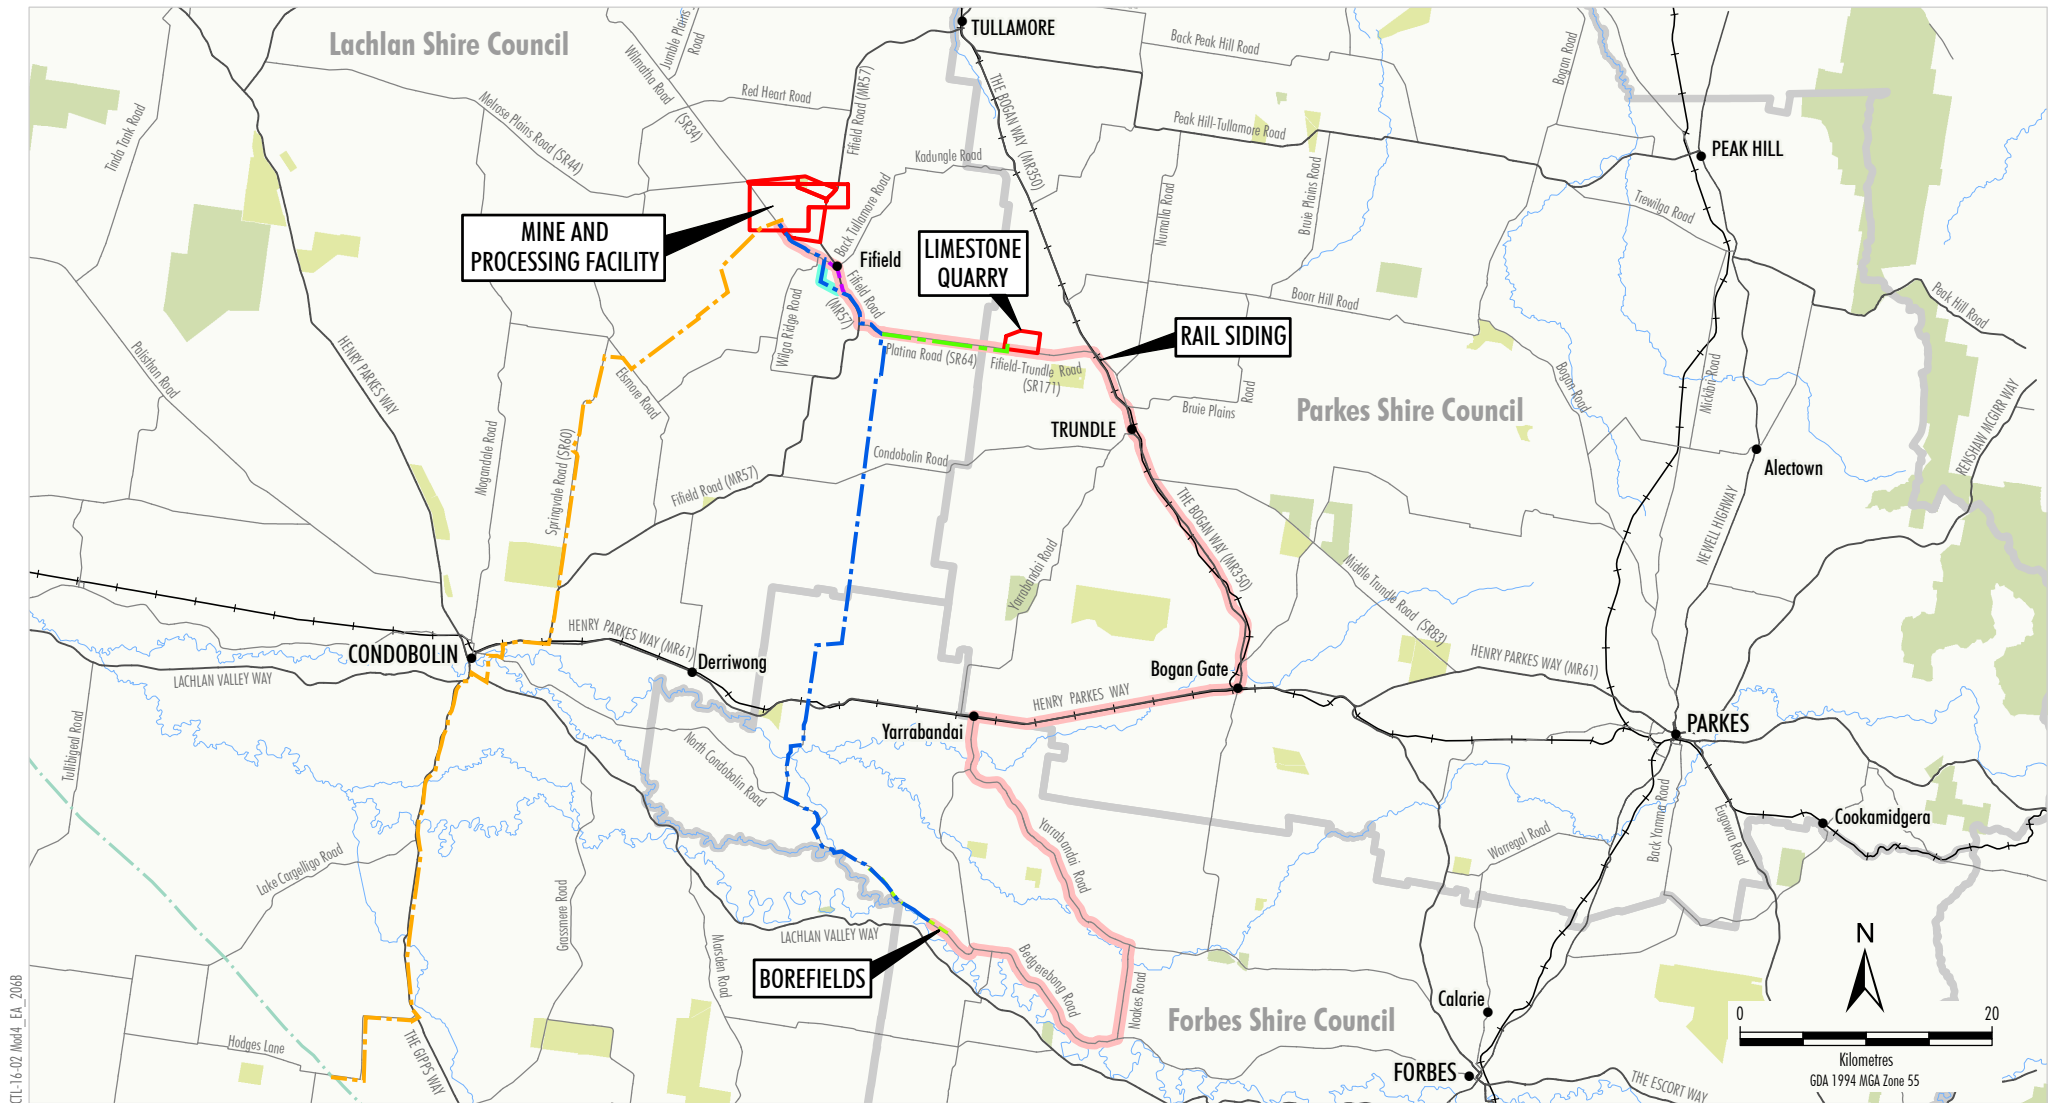 TULLAMORE
Lachlan Shire Council
Jumble Plains
Road
Wilmatha Road
(SR34)
Back Peak Hill Road
Bogan Road
Tinda Tank Road
Melrose Plains Road (SR44)
Red Heart Road
Fifield Road (MR57)
THE BOGAN WAY (MR350)
Peak Hill-Tullamore Road
PEAK HILL
Kadungle Road
Back Tullamore Road
Numulla Road
Bruie Plains Road
Trewilga Road
MINE AND
PROCESSING FACILITY
Fifield
LIMESTONE
QUARRY
Fifield Road
(MR57)
Wilga Ridge Road
Boorr Hill Road
Peak Hill Road
RAIL SIDING
Platina Road (SR64)
Fifield-Trundle Road
(SR171)
HENRY PARKES WAY
Palisthan Road
Elsmore Road
Bruie Plains
Road
Bogan Road
Mickibri Road
Parkes Shire Council
RENSHAW MCGIRR WAY
TRUNDLE
Mogandale Road
Springvale Road (SR60)
Condobolin Road
Fifield Road (MR57)
Alectown
NEWELL HIGHWAY
THE BOGAN WAY (MR350)
Yarrabandai Road
Middle Trundle Road (SR83)
HENRY PARKES WAY (MR61)
CONDOBOLIN
Derriwong
Bogan Gate
HENRY PARKES WAY (MR61)
LACHLAN VALLEY WAY
HENRY PARKES WAY
Yarrabandai
PARKES
Tullibigeal Road
North Condobolin Road
Back Yamma Road
Eugowra Road
Cookamidgera
Yarrabandai Road
Warregal Road
Lake Cargelligo Road
Grassmere Road
Marsden Road
LACHLAN VALLEY WAY
BOREFIELDS
Bedgerebong Road
Noakes Road
N
Calarie
Forbes Shire Council
0
20
Kilometres
GDA 1994 MGA Zone 55
Hodges Lane
THE GIPPS WAY
FORBES
THE ESCORT WAY
CTL-16-02 Mod4_EA_206B